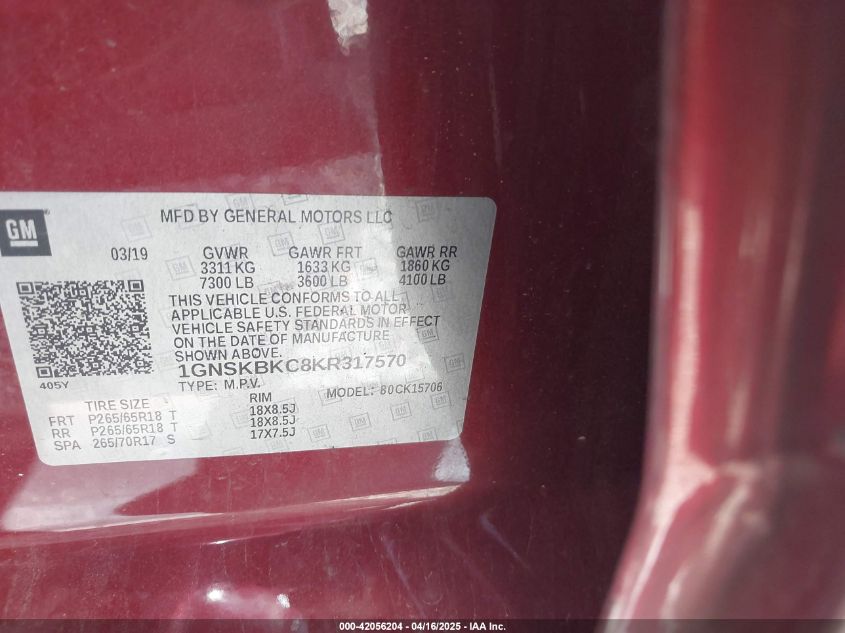 GM
MFD BY GENERAL MOTORS LLC
03/19 GVWR GAWR FRT GAWR RR
3311 KG 1633 KG 1860 KG
7300 LB 3600 LB 4100 LB
THIS VEHICLE CONFORMS TO ALL
APPLICABLE U.S. FEDERAL MOTOR
VEHICLE SAFETY STANDARDS IN EFFECT
ON THE DATE OF MANUFACTURE
SHOWN ABOVE.
405Y
1GNSKBKC8KR317570
TYPE: M.P.V. MODEL: 80CK15706
TIRE SIZE RIM
FRT P265/65R18 T 18X8.5J
RR P265/65R18 T 18X8.5J
SPA 265/70R17 S 17X7.5J
000-42056204 - 04/16/2025 - IAA Inc.